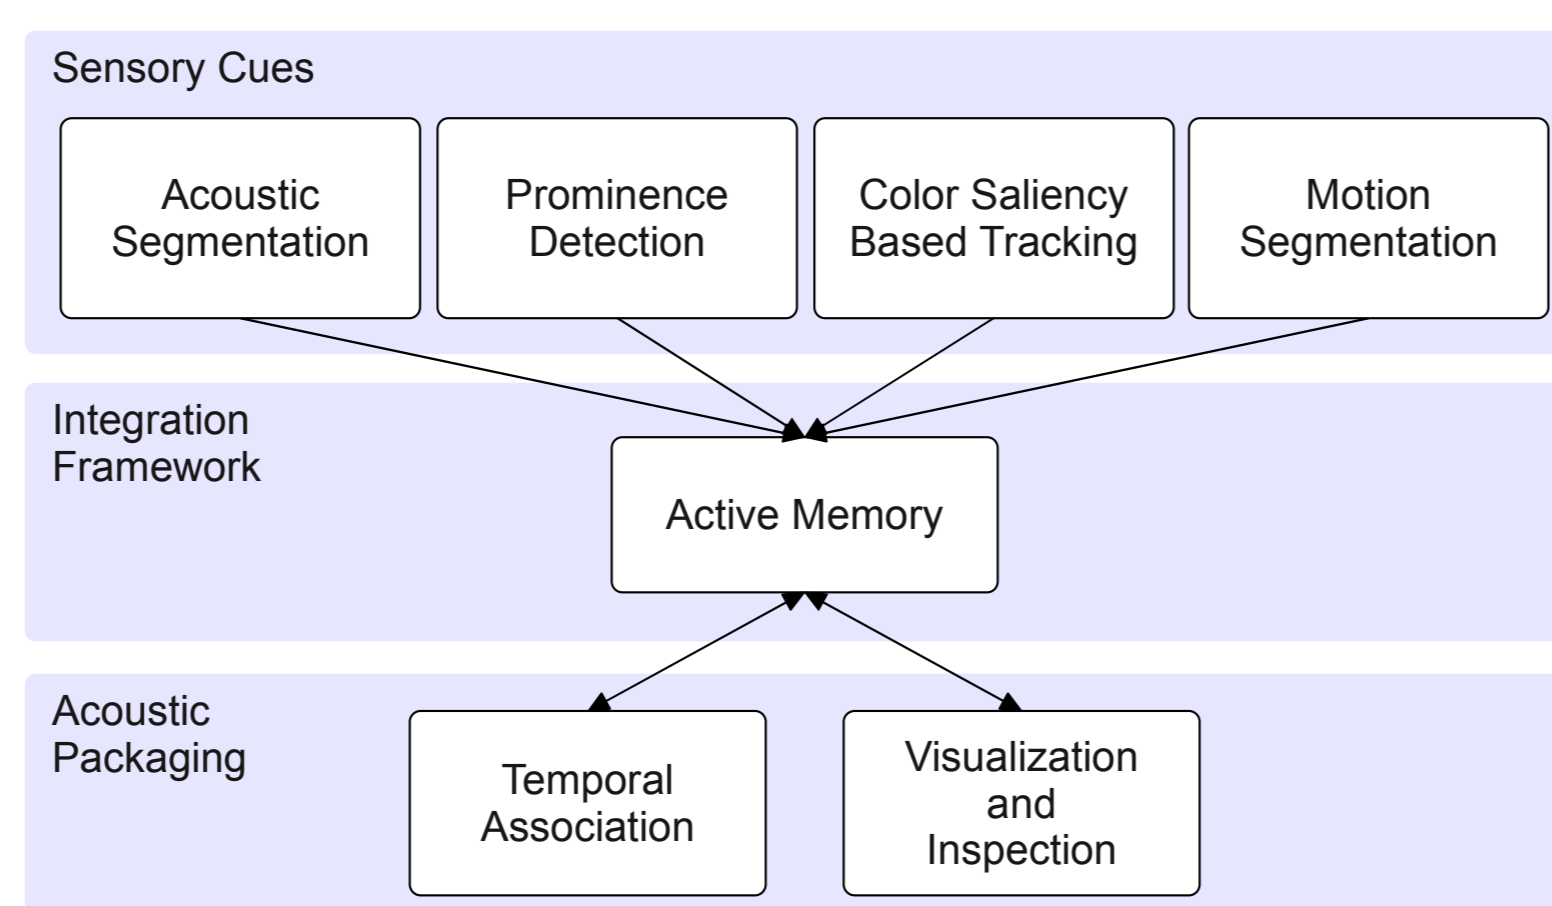 Sensory Cues
Acoustic
Segmentation
Prominence
Detection
Color Saliency
Based Tracking
Motion
Segmentation
Integration
Framework
Active Memory
Acoustic
Packaging
Temporal
Association
Visualization
and
Inspection